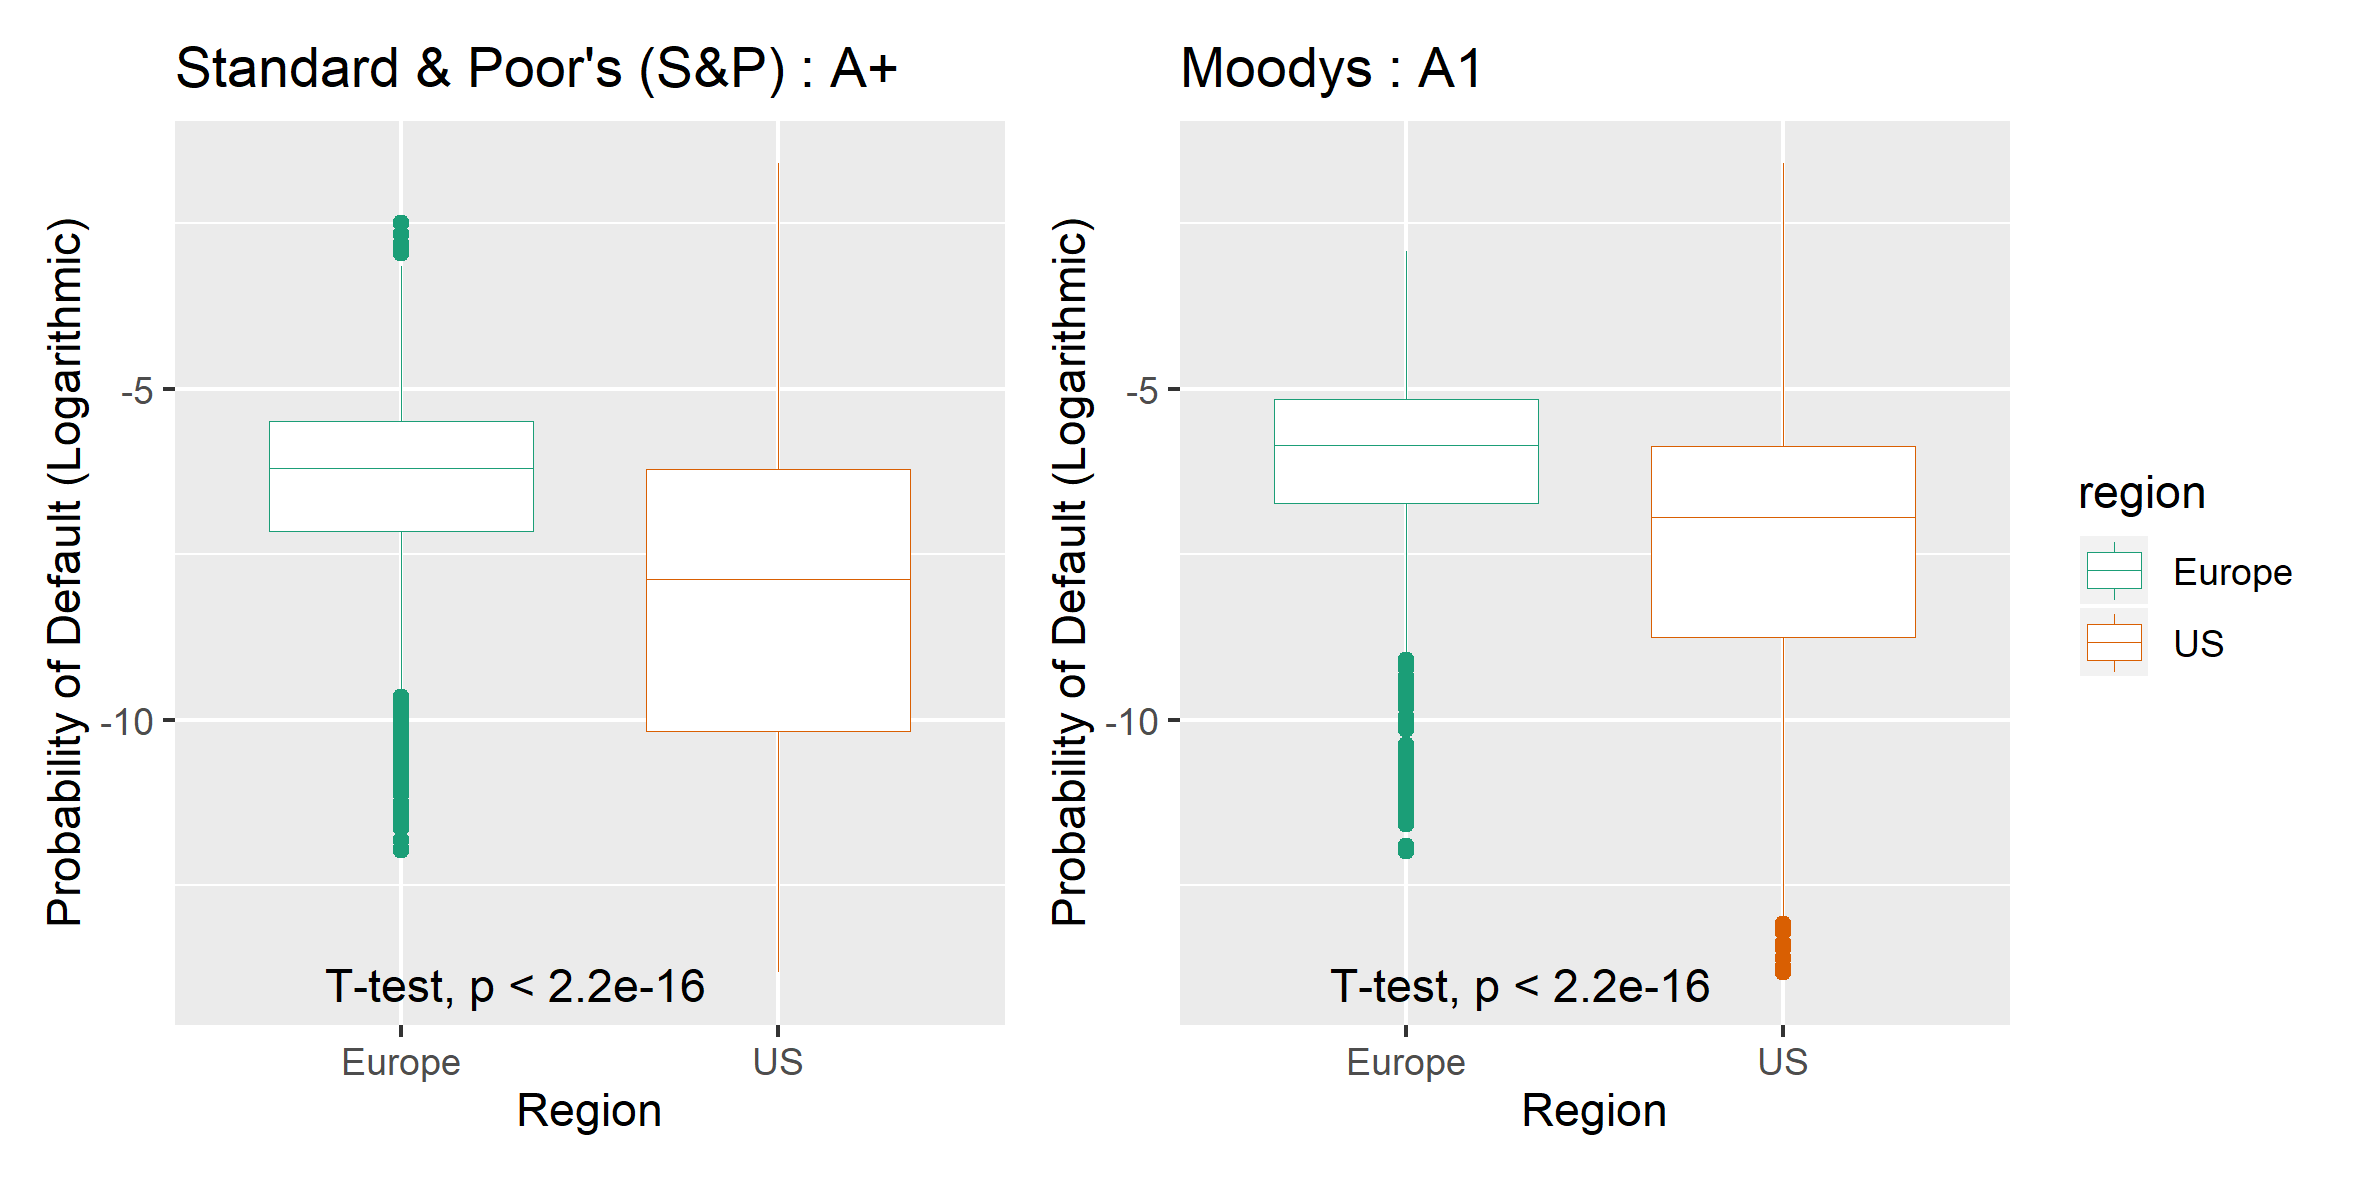 Standard & Poor's (S&P) : A+
Probability of Default (Logarithmic)
-5
-10
T-test, p < 2.2e-16
Europe
US
Region
Moodys : A1
Probability of Default (Logarithmic)
-5
-10
T-test, p < 2.2e-16
Europe
US
Region
region
Europe
US